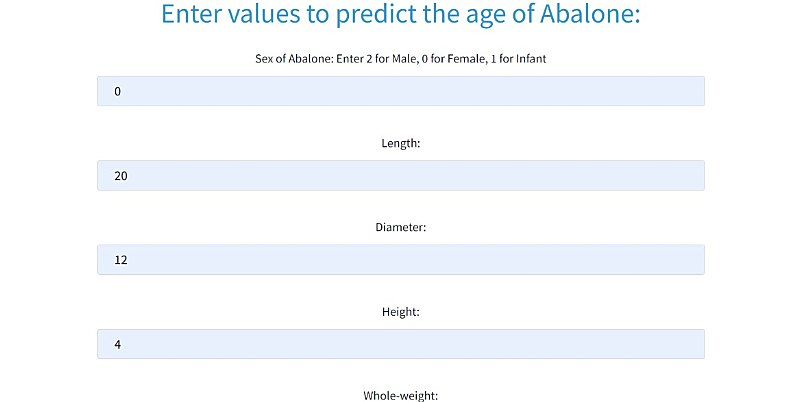 Enter values to predict the age of Abalone:
Sex of Abalone: Enter 2 for Male, 0 for Female, 1 for Infant
0
Length:
20
Diameter:
12
Height:
4
Whole-weight: